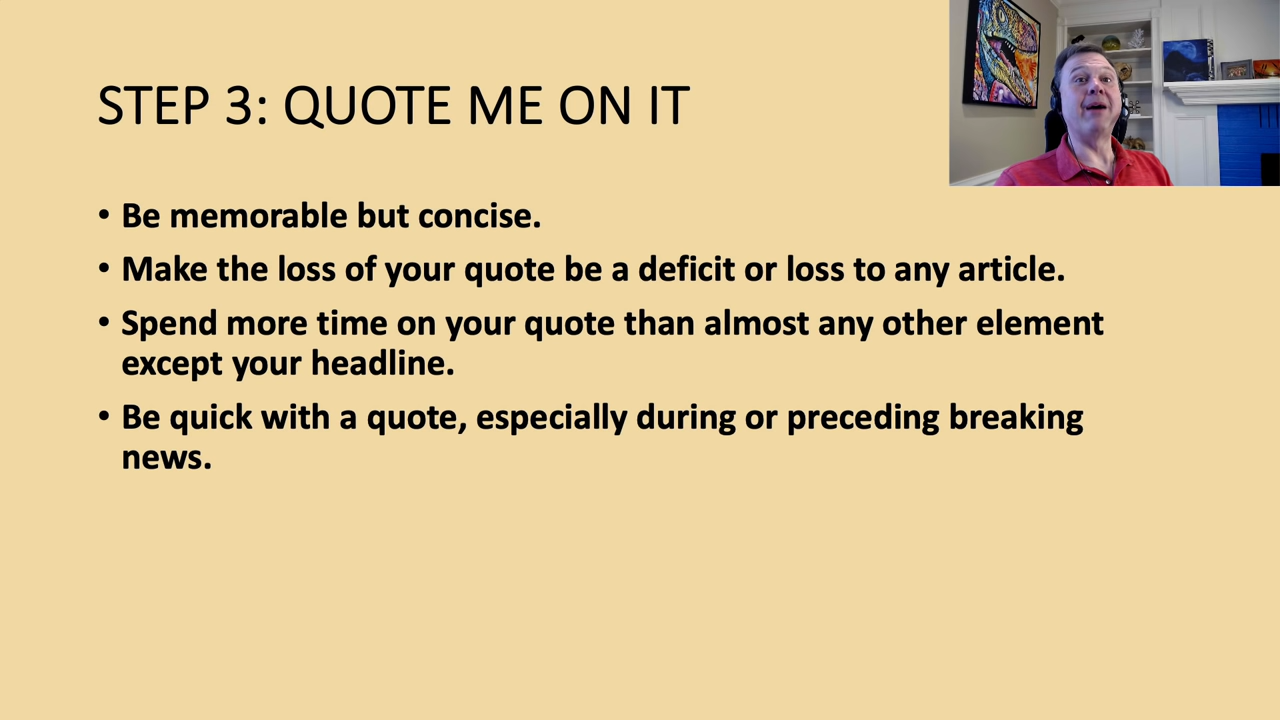 STEP 3: QUOTE ME ON IT
• Be memorable but concise.
• Make the loss of your quote be a deficit or loss to any article.
• Spend more time on your quote than almost any other element
except your headline.
• Be quick with a quote, especially during or preceding breaking
news.